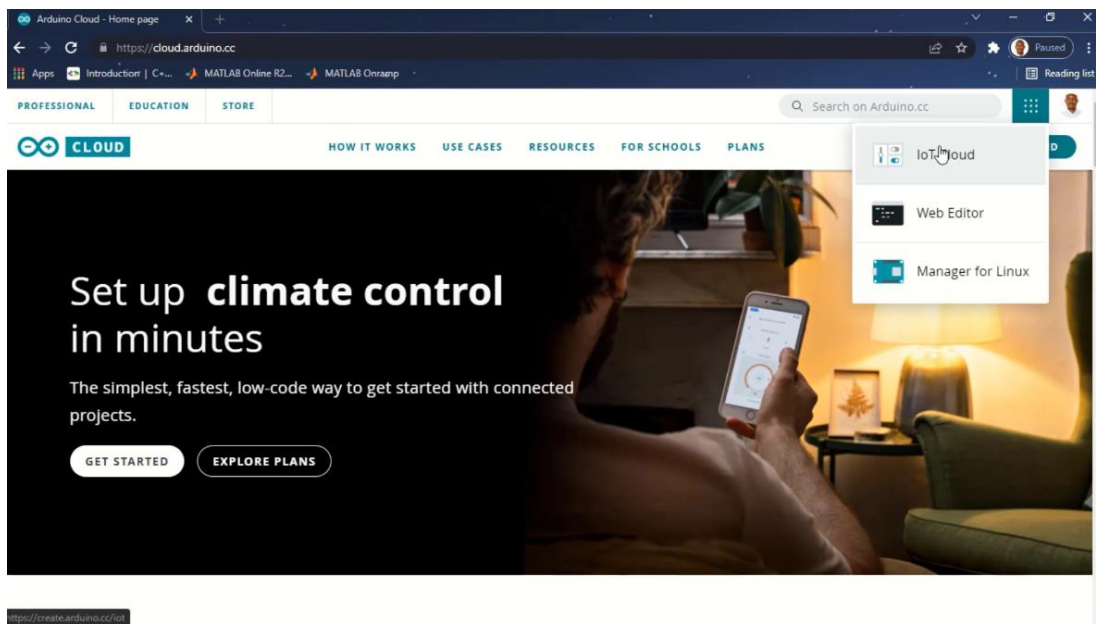 Arduino Cloud - Home page
https://cloud.arduino.cc
Paused
Apps
Introduction | C+...
MATLAB Online R2...
MATLAB Onramp
Reading list
PROFESSIONAL EDUCATION STORE
Search on Arduino.cc
CLOUD
HOW IT WORKS USE CASES RESOURCES FOR SCHOOLS PLANS
IoT Cloud
Web Editor
Manager for Linux
Set up climate control
in minutes
The simplest, fastest, low-code way to get started with connected
projects.
GET STARTED EXPLORE PLANS
https://create.arduino.cc/iot